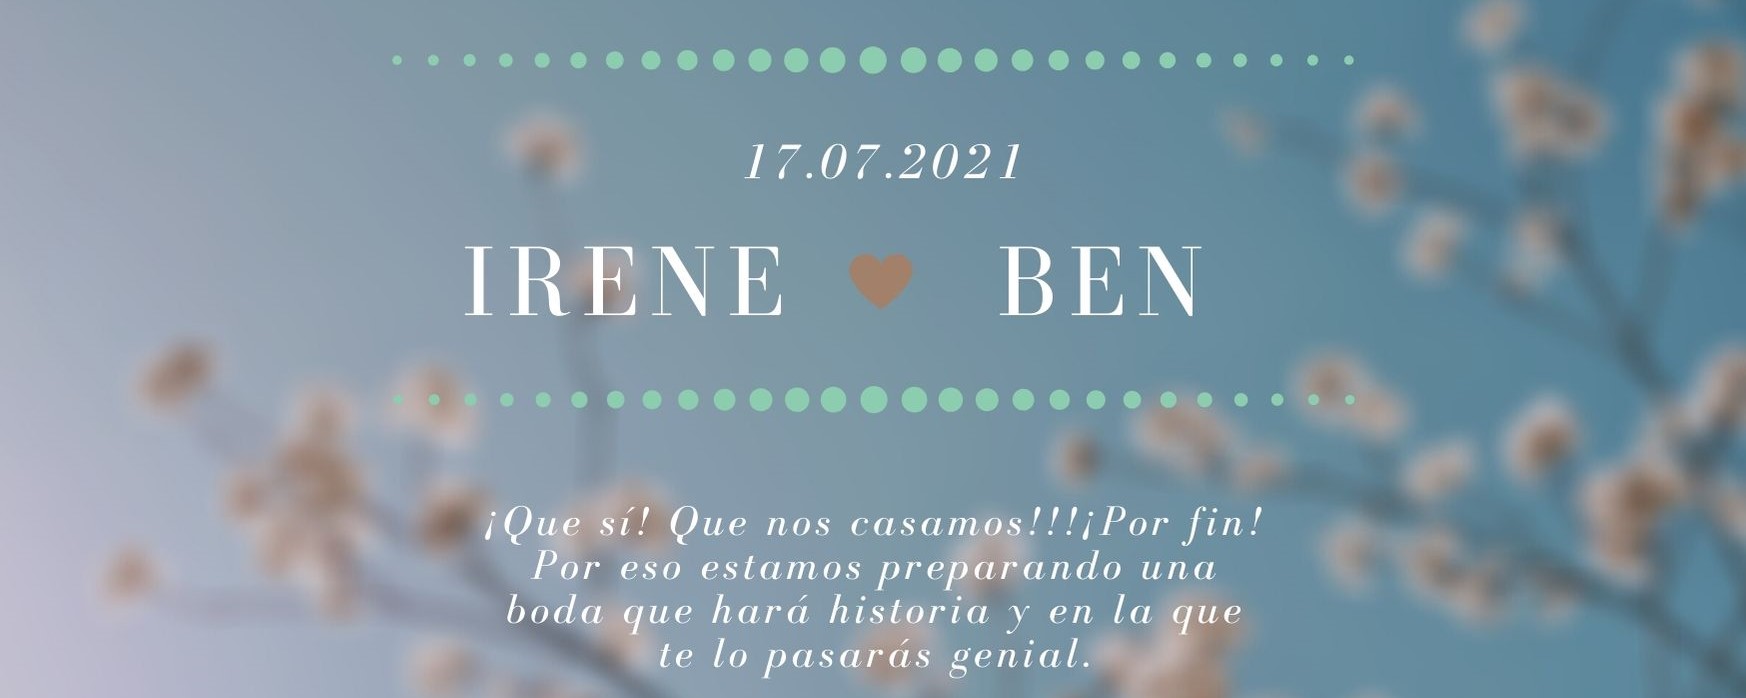 17.07.2021
IRENE BEN
¡Que sí! Que nos casamos!!!¡Por fin!
Por eso estamos preparando una
boda que hará historia y en la que
te lo pasarás genial.